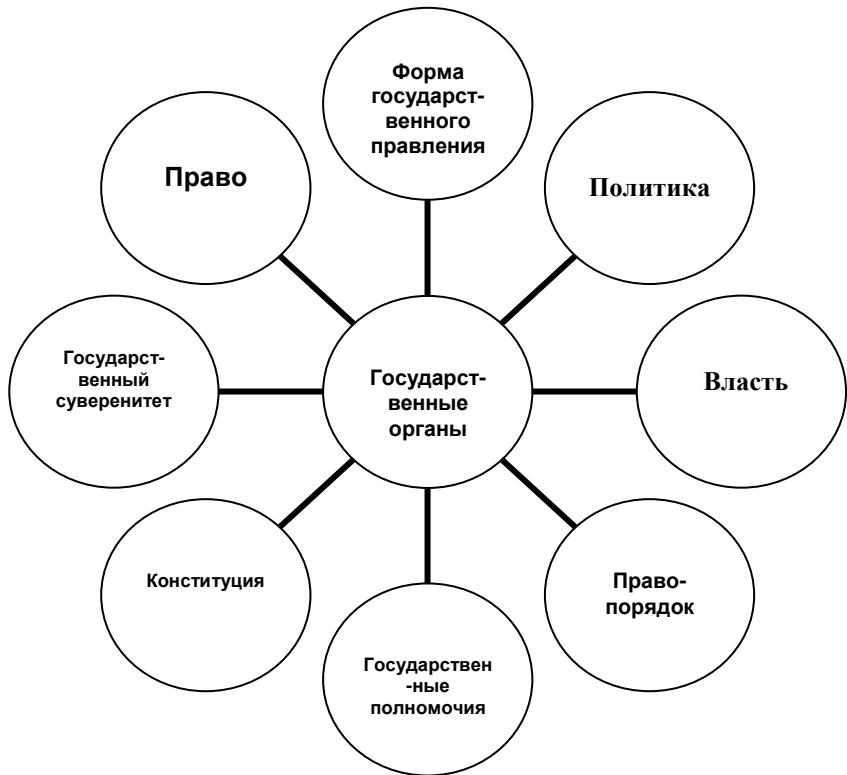 Форма
государст-
венного
правления
Право
Политика
Государст-
венный
суверенитет
Государст-
венные
органы
Власть
Конституция
Право-
порядок
Государствен
-ные
полномочия